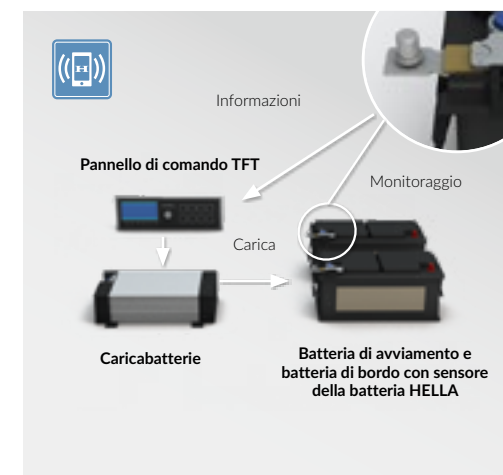 Informazioni
Pannello di comando TFT
Monitoraggio
Carica
Caricabatterie
Batteria di avviamento e
batteria di bordo con sensore
della batteria HELLA